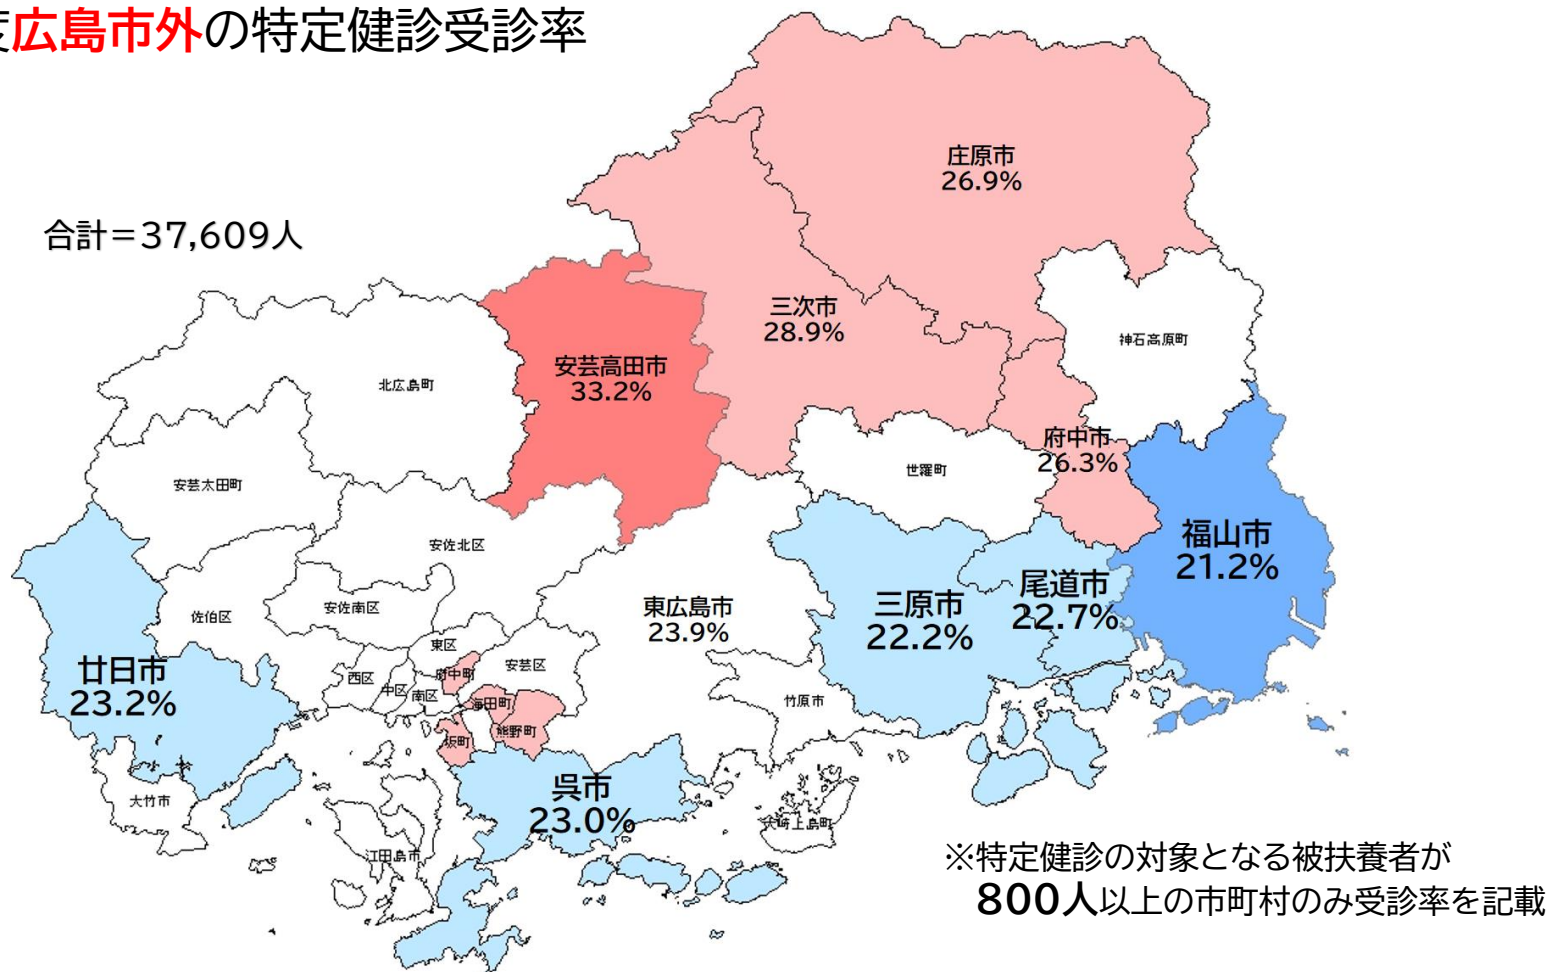 度広島市外の特定健診受診率
合計＝37,609人
庄原市
26.9%
三次市
28.9%
神石高原町
安芸高田市
33.2%
北広島町
府中市
26.3%
世羅町
安芸太田町
福山市
21.2%
安佐北区
尾道市
22.7%
三原市
22.2%
東広島市
23.9%
佐伯区
安佐南区
東区
安芸区
廿日市
23.2%
西区
中区
南区
府中町
海田町
竹原市
坂町
熊野町
呉市
23.0%
大竹市
大崎上島町
江田島市
※特定健診の対象となる被扶養者が
800人以上の市町村のみ受診率を記載